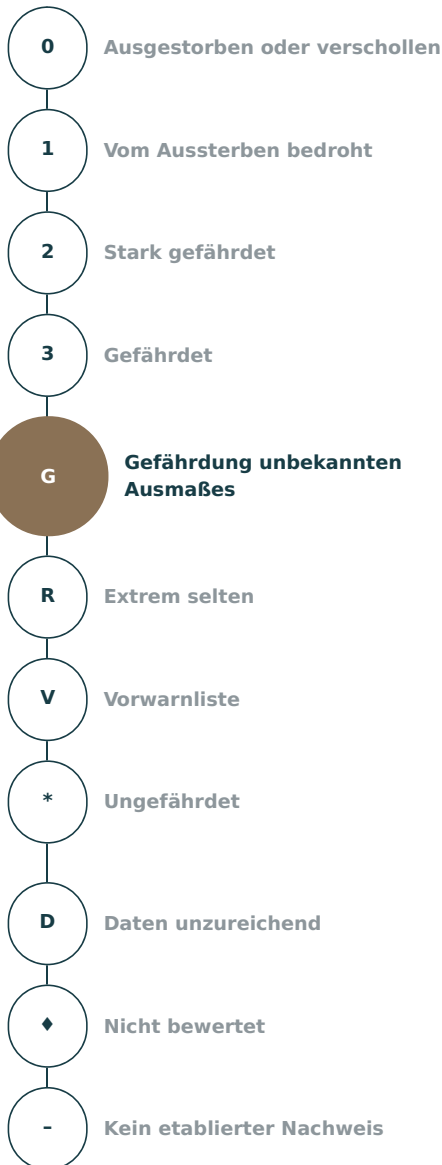 0 Ausgestorben oder verschollen
1 Vom Aussterben bedroht
2 Stark gefährdet
3 Gefährdet
G Gefährdung unbekannten
Ausmaßes
R Extrem selten
V Vorwarnliste
* Ungefährdet
D Daten unzureichend
♦ Nicht bewertet
– Kein etablierter Nachweis